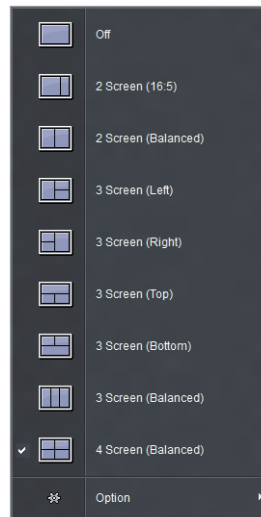 Off
2 Screen (16:5)
2 Screen (Balanced)
3 Screen (Left)
3 Screen (Right)
3 Screen (Top)
3 Screen (Bottom)
3 Screen (Balanced)
4 Screen (Balanced)
Option